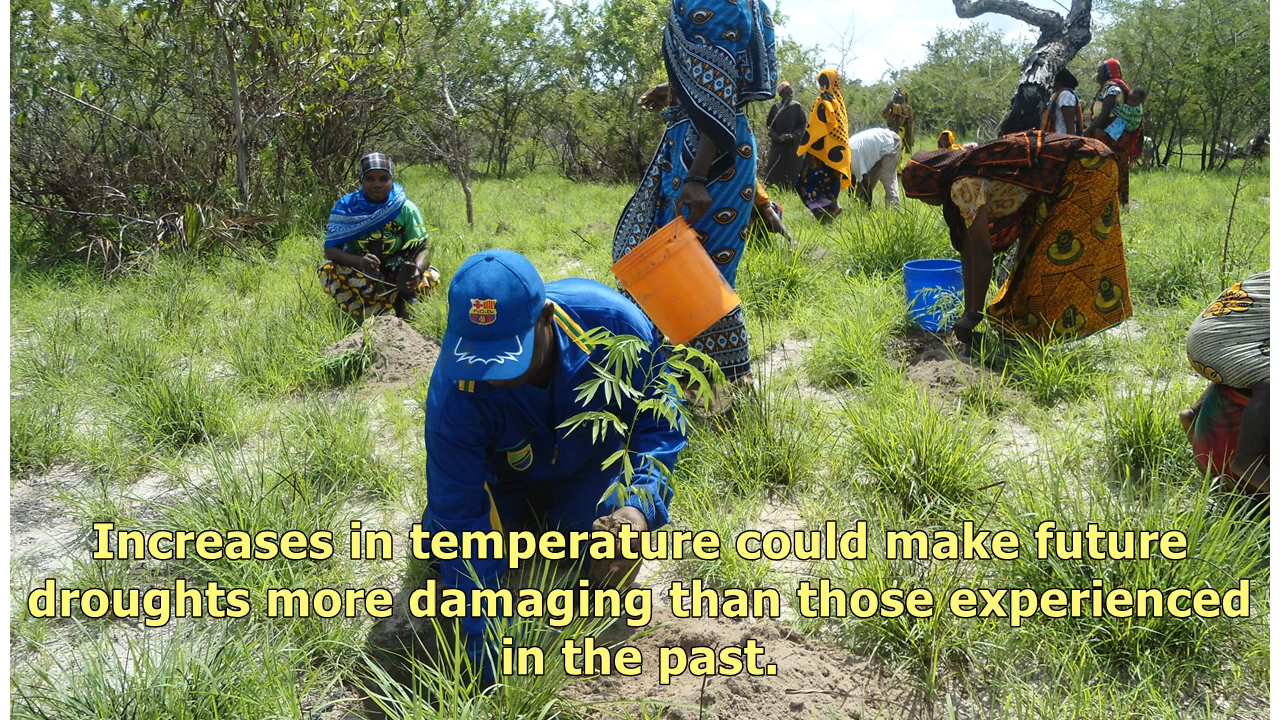 Increases in temperature could make future
droughts more damaging than those experienced
in the past.